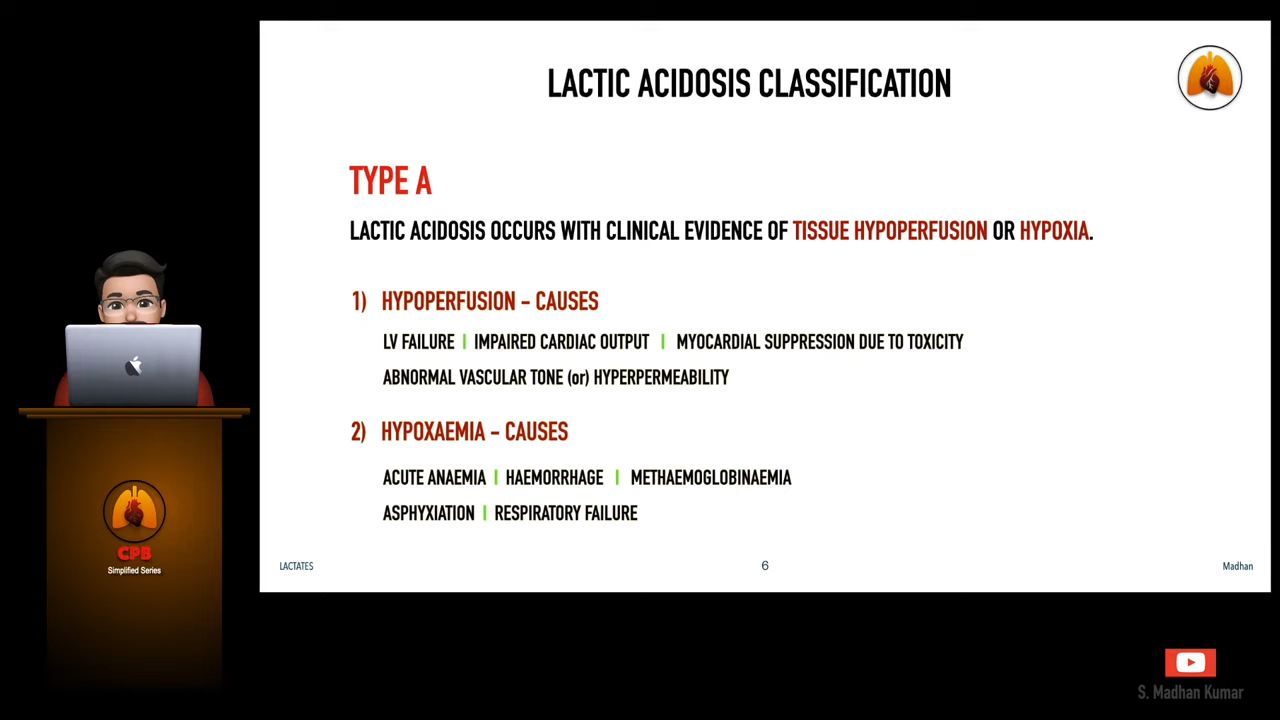 LACTIC ACIDOSIS CLASSIFICATION
TYPE A
LACTIC ACIDOSIS OCCURS WITH CLINICAL EVIDENCE OF TISSUE HYPOPERFUSION OR HYPOXIA.
1) HYPOPERFUSION - CAUSES
LV FAILURE | IMPAIRED CARDIAC OUTPUT | MYOCARDIAL SUPPRESSION DUE TO TOXICITY
ABNORMAL VASCULAR TONE (or) HYPERPERMEABILITY
2) HYPOXAEMIA - CAUSES
ACUTE ANAEMIA | HAEMORRHAGE | METHAEMOGLOBINAEMIA
ASPHYXIATION | RESPIRATORY FAILURE
LACTATES 6 Madhan
CPB
Simplified Series
S. Madhan Kumar